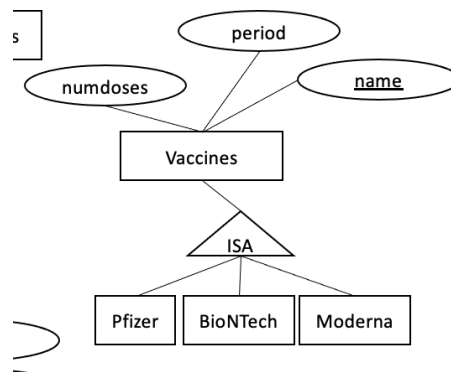 s
period
numdoses
name
Vaccines
ISA
Pfizer
BioNTech
Moderna